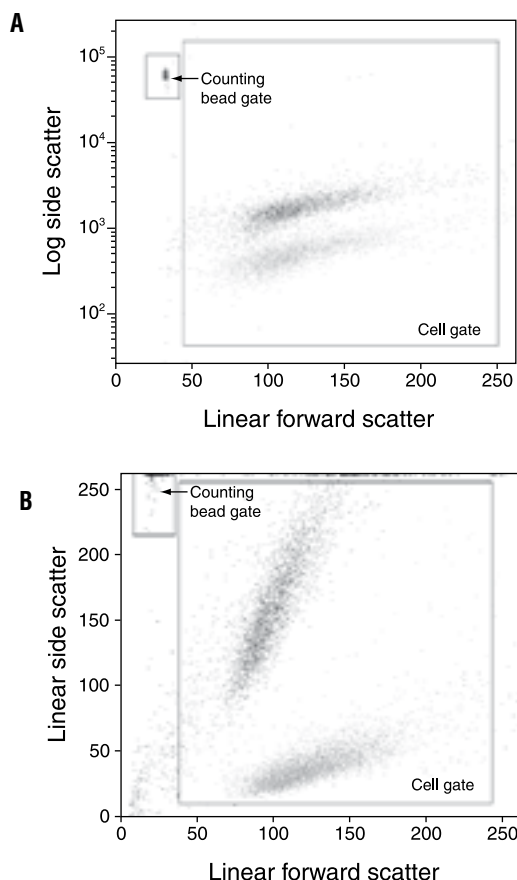 A
10⁵
10⁴
10³
10²
Log side scatter
Counting
bead gate
Cell gate
0 50 100 150 200 250
Linear forward scatter
B
250
200
150
100
50
0
Linear side scatter
Counting
bead gate
Cell gate
0 50 100 150 200 250
Linear forward scatter